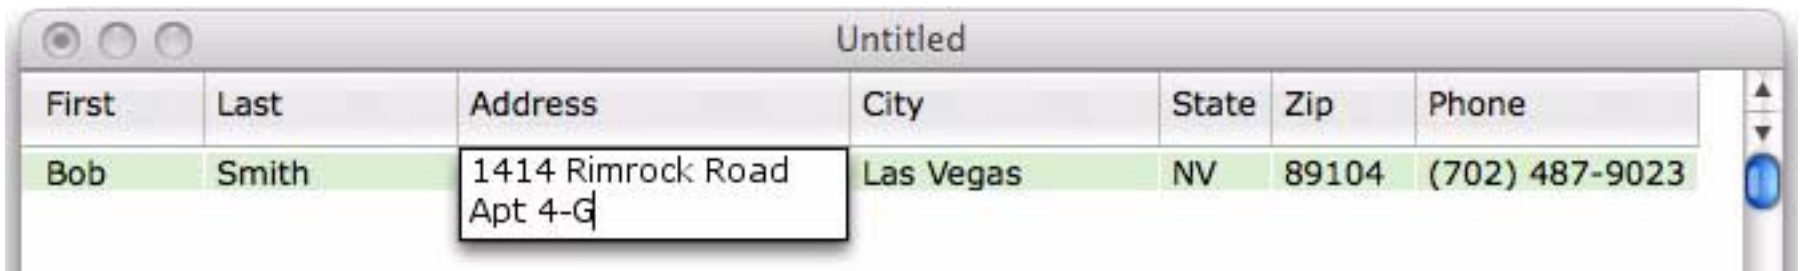 Untitled
First Last Address City State Zip Phone
Bob Smith 1414 Rimrock Road Las Vegas NV 89104 (702) 487-9023
Apt 4-G